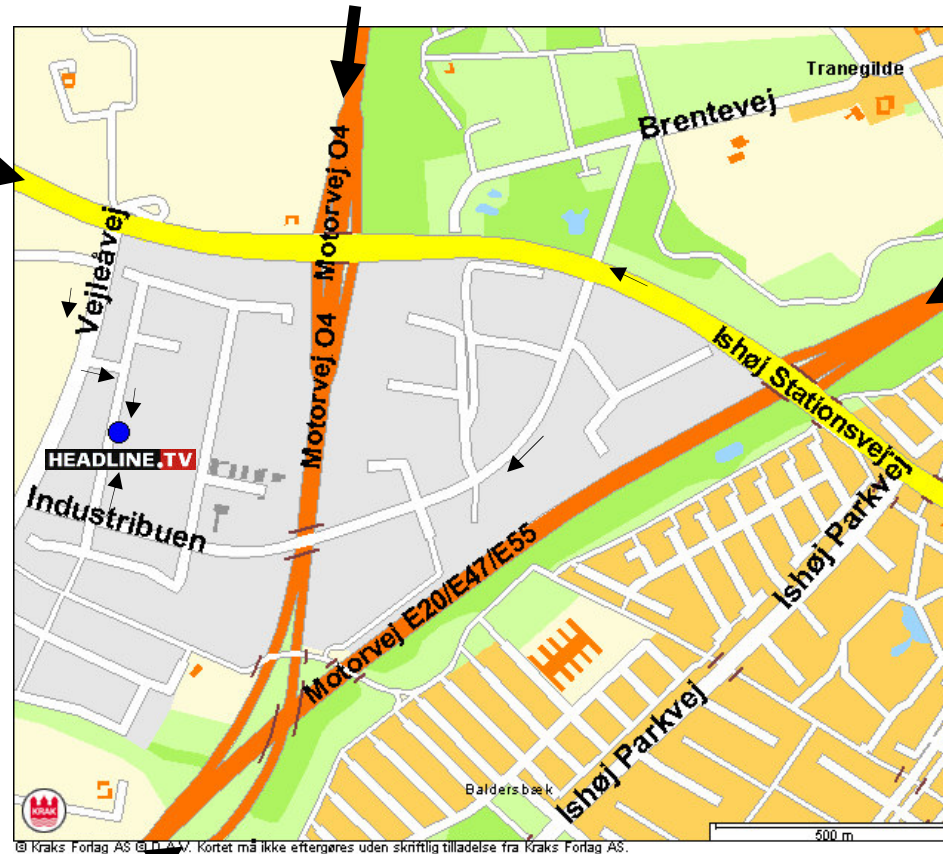 Tranegilde
Brentevej
Motorvej O4
Vejleåvej
Motorvej O4
Ishøj Stationsvej
HEADLINE.TV
Industribuen
Ishøj Parkvej
Motorvej E20/E47/E55
Ishøj Parkvej
Baldersbæk
KRAK
500 m
© Kraks Forlag AS © D.A.V. Kortet må ikke eftergøres uden skriftlig tilladelse fra Kraks Forlag AS.